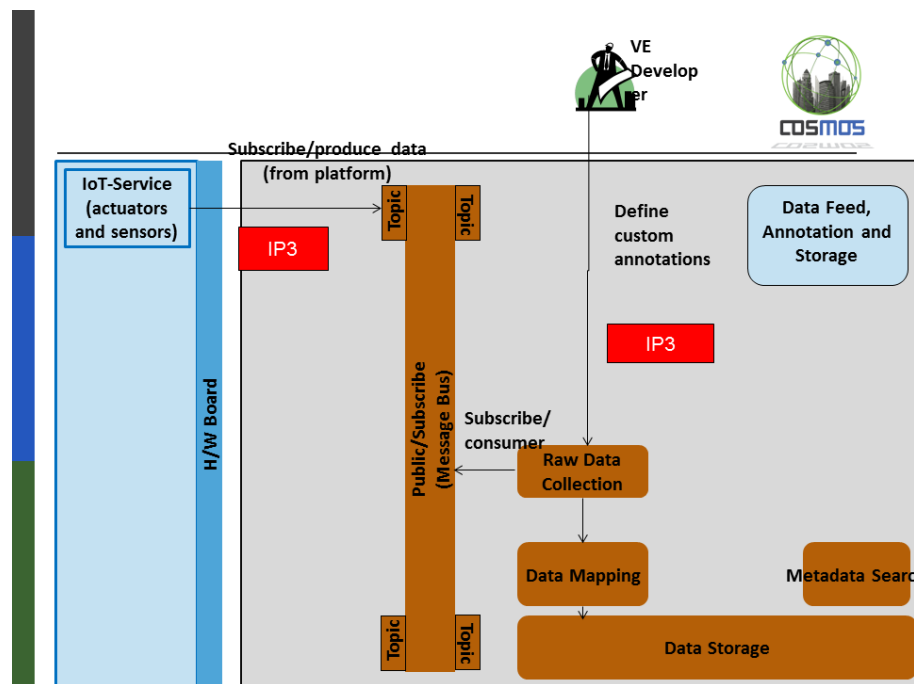 VE
Develop
er
COSMOS
Subscribe/produce data
(from platform)
IoT-Service
(actuators
and sensors)
Topic
Topic
IP3
Define
custom
annotations
Data Feed,
Annotation and
Storage
IP3
H/W Board
Public/Subscribe
(Message Bus)
Subscribe/
consumer
Raw Data
Collection
Data Mapping
Metadata Searc
Topic
Topic
Data Storage